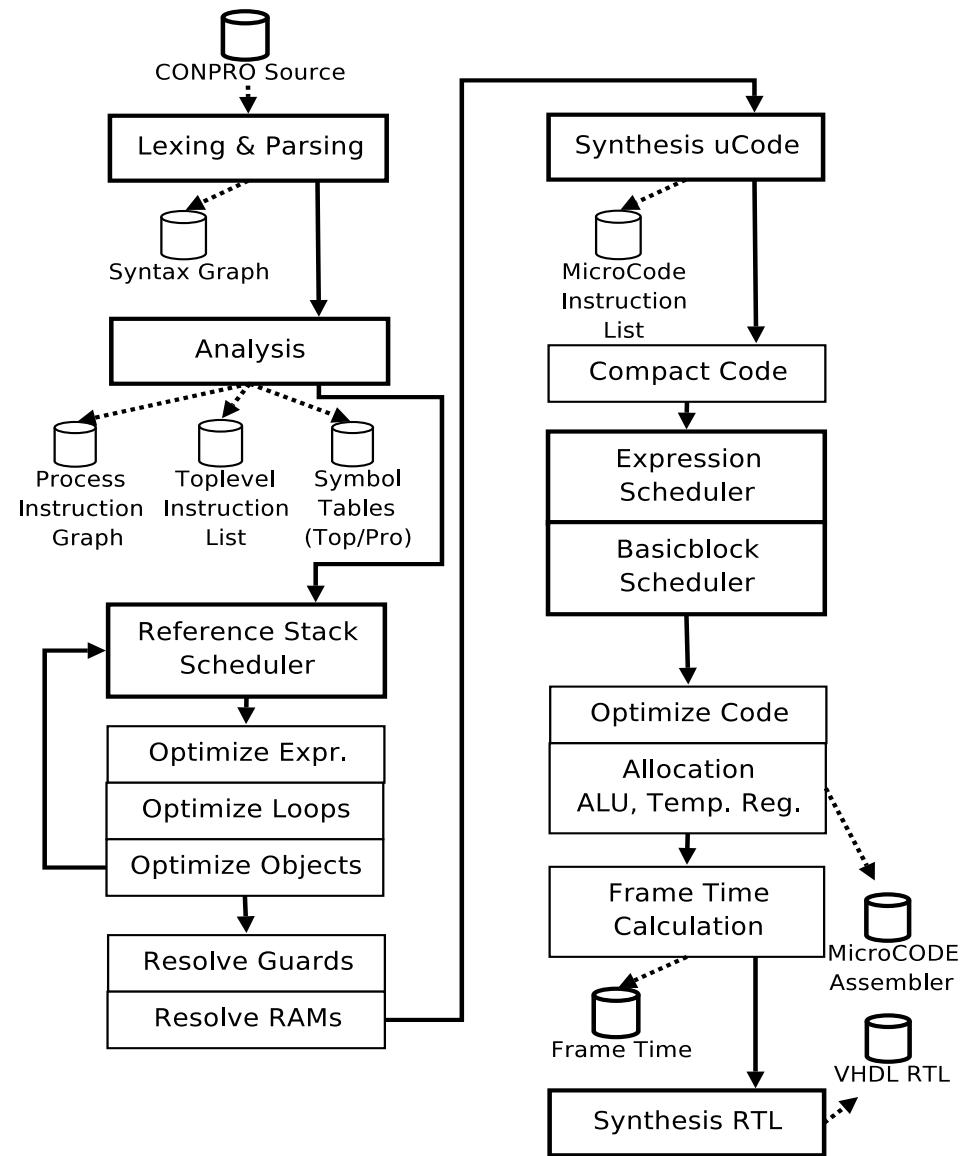 CONPRO Source
Lexing & Parsing
Syntax Graph
Analysis
Process
Instruction
Graph
Toplevel
Instruction
List
Symbol
Tables
(Top/Pro)
Reference Stack
Scheduler
Optimize Expr.
Optimize Loops
Optimize Objects
Resolve Guards
Resolve RAMs
Synthesis uCode
MicroCode
Instruction
List
Compact Code
Expression
Scheduler
Basicblock
Scheduler
Optimize Code
Allocation
ALU, Temp. Reg.
Frame Time
Calculation
MicroCODE
Assembler
Frame Time
VHDL RTL
Synthesis RTL